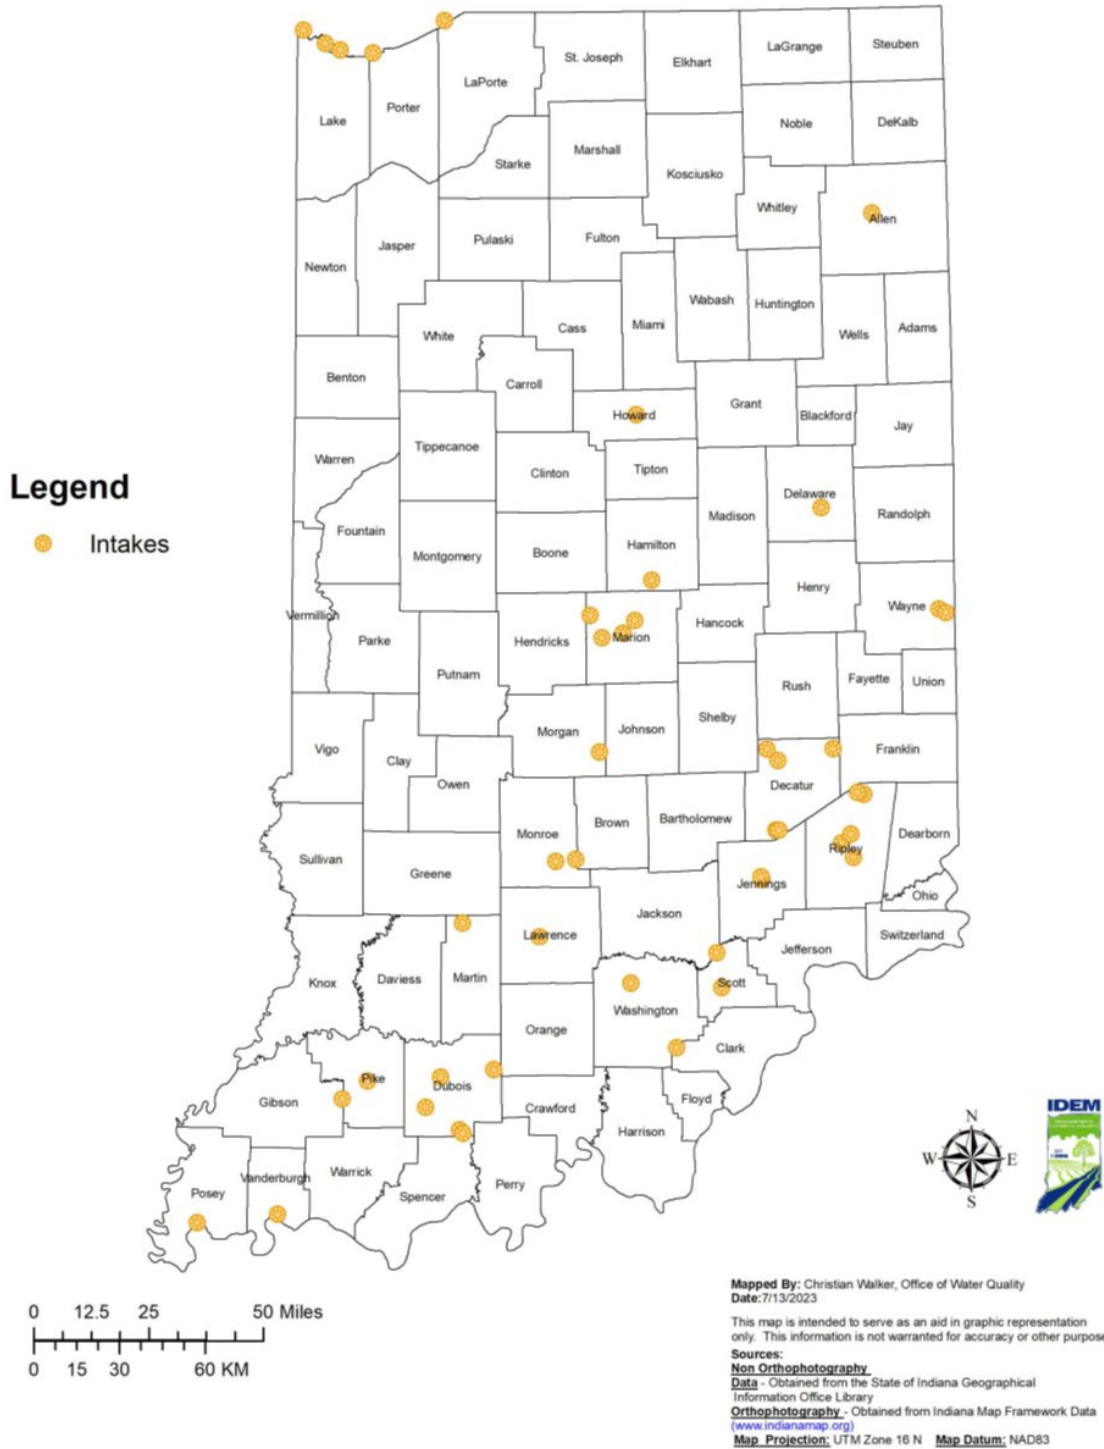 St. Joseph
LaGrange
Steuben
Elkhart
LaPorte
Porter
Lake
Noble
DeKalb
Marshall
Starke
Kosciusko
Whitley
Allen
Pulaski
Fulton
Jasper
Newton
Wabash
Huntington
Miami
Cass
White
Wells
Adams
Benton
Carroll
Grant
Howard
Blackford
Jay
Tippecanoe
Warren
Clinton
Tipton
Legend
Intakes
Delaware
Randolph
Madison
Fountain
Hamilton
Boone
Montgomery
Henry
Wayne
Vermillion
Hancock
Marion
Hendricks
Parke
Putnam
Rush
Fayette
Union
Shelby
Johnson
Morgan
Vigo
Clay
Franklin
Owen
Decatur
Bartholomew
Brown
Monroe
Dearborn
Ripley
Sullivan
Greene
Jennings
Ohio
Jackson
Lawrence
Switzerland
Jefferson
Knox
Daviess
Martin
Scott
Washington
Orange
Clark
Pike
Dubois
Gibson
Crawford
Floyd
Harrison
Warrick
Vanderburgh
Perry
Posey
Spencer
N
W E
S
IDEM
0 12.5 25 50 Miles
0 15 30 60 KM
Mapped By: Christian Walker, Office of Water Quality
Date:7/13/2023
This map is intended to serve as an aid in graphic representation
only. This information is not warranted for accuracy or other purpose
Sources:
Non Orthophotography
Data - Obtained from the State of Indiana Geographical
Information Office Library
Orthophotography - Obtained from Indiana Map Framework Data
(www.indianamap.org)
Map Projection: UTM Zone 16 N Map Datum: NAD83